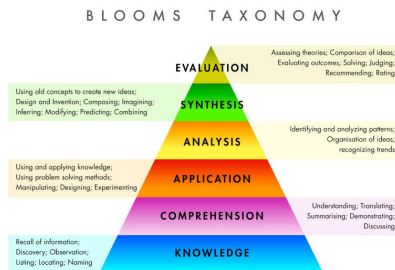 BLOOMS TAXONOMY
Assessing theories; Comparison of ideas;
Evaluating outcomes; Solving; Judging;
Recommending; Rating
EVALUATION
Using old concepts to create new ideas;
Design and Invention; Composing; Imagining;
Inferring; Modifying; Predicting; Combining
SYNTHESIS
Identifying and analyzing patterns;
Organisation of ideas;
recognizing trends
ANALYSIS
Using and applying knowledge;
Using problem solving methods;
Manipulating; Designing; Experimenting
APPLICATION
Understanding; Translating;
Summarising; Demonstrating;
Discussing
COMPREHENSION
Recall of information;
Discovery; Observation;
Listing; Locating; Naming
KNOWLEDGE